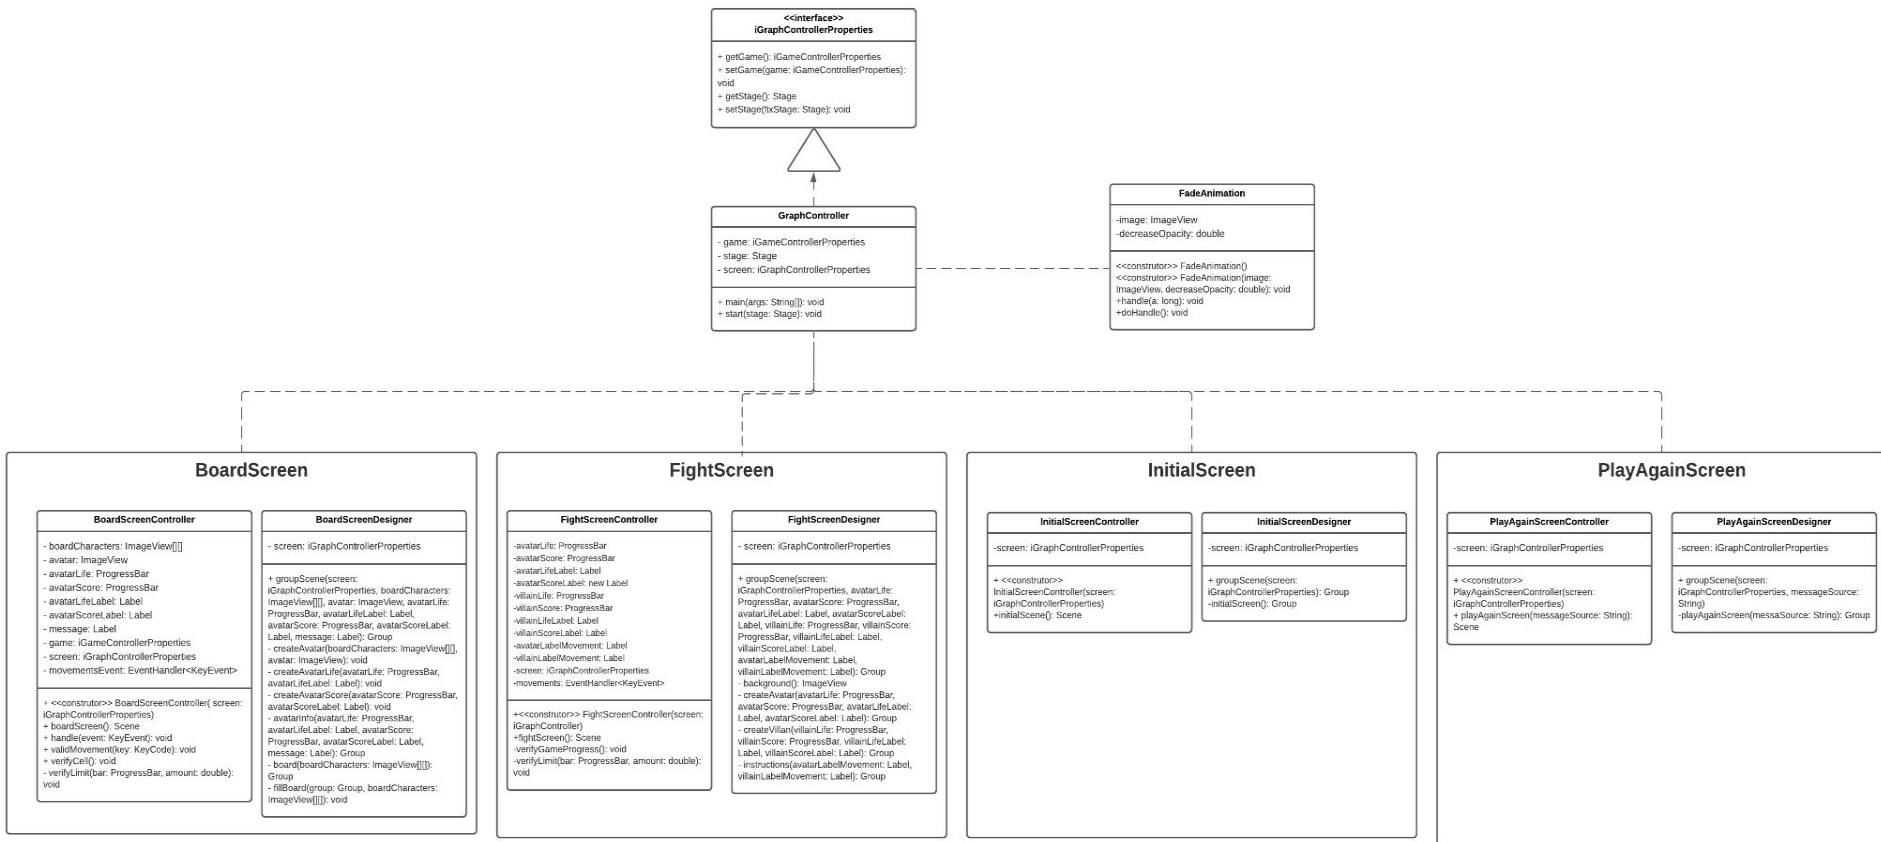 <<interface>>
iGraphControllerProperties
+ getGame(): iGameControllerProperties
+ setGame(game: iGameControllerProperties):
void
+ getStage(): Stage
+ setStage(fixStage: Stage): void
GraphController
- game: iGameControllerProperties
- stage: Stage
- screen: iGraphControllerProperties
+ main(args: String[]): void
+ start(stage: Stage): void
FadeAnimation
-image: ImageView
-decreaseOpacity: double
<<construtor>> FadeAnimation()
<<construtor>> FadeAnimation(image:
ImageView, decreaseOpacity: double): void
+handle(a: long): void
+doHandle(): void
BoardScreen
BoardScreenController
- boardCharacters: ImageView[][]
- avatar: ImageView
- avatarLife: ProgressBar
- avatarScore: ProgressBar
- avatarLifeLabel: Label
- avatarScoreLabel: Label
- message: Label
- game: iGameControllerProperties
- screen: iGraphControllerProperties
- movementsEvent: EventHandler<KeyEvent>
+ <<construtor>> BoardScreenController( screen:
iGraphControllerProperties)
+ boardScreen(): Scene
+ handle(event: KeyEvent): void
+ validMovement(key: KeyCode): void
+ verifyCell(): void
- verifyLimit(bar: ProgressBar, amount: double):
void
BoardScreenDesigner
- screen: iGraphControllerProperties
+ groupScene(screen:
iGraphControllerProperties, boardCharacters:
ImageView[][], avatar: ImageView, avatarLife:
ProgressBar, avatarLifeLabel: Label,
avatarScore: ProgressBar, avatarScoreLabel:
Label, message: Label): Group
- createAvatar(boardCharacters: ImageView[][],
avatar: ImageView): void
- createAvatarLife(avatarLife: ProgressBar,
avatarLifeLabel: Label): void
- createAvatarScore(avatarScore: ProgressBar,
avatarScoreLabel: Label): void
- avatarInfo(avatarLife: ProgressBar,
avatarLifeLabel: Label, avatarScore:
ProgressBar, avatarScoreLabel: Label,
message: Label): Group
- board(boardCharacters: ImageView[][]):
Group
- fillBoard(group: Group, boardCharacters:
ImageView[][]): void
FightScreen
FightScreenController
-avatarLife: ProgressBar
-avatarScore: ProgressBar
-avatarLifeLabel: Label
-avatarScoreLabel: new Label
-villainLife: ProgressBar
-villainScore: ProgressBar
-villainLifeLabel: Label
-villainScoreLabel: Label
-avatarLabelMovement: Label
-villainLabelMovement: Label
-screen: iGraphControllerProperties
-movements: EventHandler<KeyEvent>
+<<construtor>> FightScreenController(screen:
iGraphController)
+fightScreen(): Scene
-verifyGameProgress(): void
-verifyLimit(bar: ProgressBar, amount: double):
void
FightScreenDesigner
- screen: iGraphControllerProperties
+ groupScene(screen:
iGraphControllerProperties, avatarLife:
ProgressBar, avatarScore: ProgressBar,
avatarLifeLabel: Label, avatarScoreLabel:
Label, villainLife: ProgressBar, villainScore:
ProgressBar, villainLifeLabel: Label,
villainScoreLabel: Label,
avatarLabelMovement: Label,
villainLabelMovement: Label): Group
- background(): ImageView
- createAvatar(avatarLife: ProgressBar,
avatarScore: ProgressBar, avatarLifeLabel:
Label, avatarScoreLabel: Label): Group
- createVillan(villainLife: ProgressBar,
villainScore: ProgressBar, villainLifeLabel:
Label, villainScoreLabel: Label): Group
- instructions(avatarLabelMovement: Label,
villainLabelMovement: Label): Group
InitialScreen
InitialScreenController
-screen: iGraphControllerProperties
+ <<construtor>>
InitialScreenController(screen:
iGraphControllerProperties)
+initialScene(): Scene
InitialScreenDesigner
-screen: iGraphControllerProperties
+ groupScene(screen:
iGraphControllerProperties): Group
-initialScreen(): Group
PlayAgainScreen
PlayAgainScreenController
-screen: iGraphControllerProperties
+ <<construtor>>
PlayAgainScreenController(screen:
iGraphControllerProperties)
+ playAgainScreen(messageSource: String):
Scene
PlayAgainScreenDesigner
-screen: iGraphControllerProperties
+ groupScene(screen:
iGraphControllerProperties, messageSource:
String)
-playAgainScreen(messaSource: String): Group